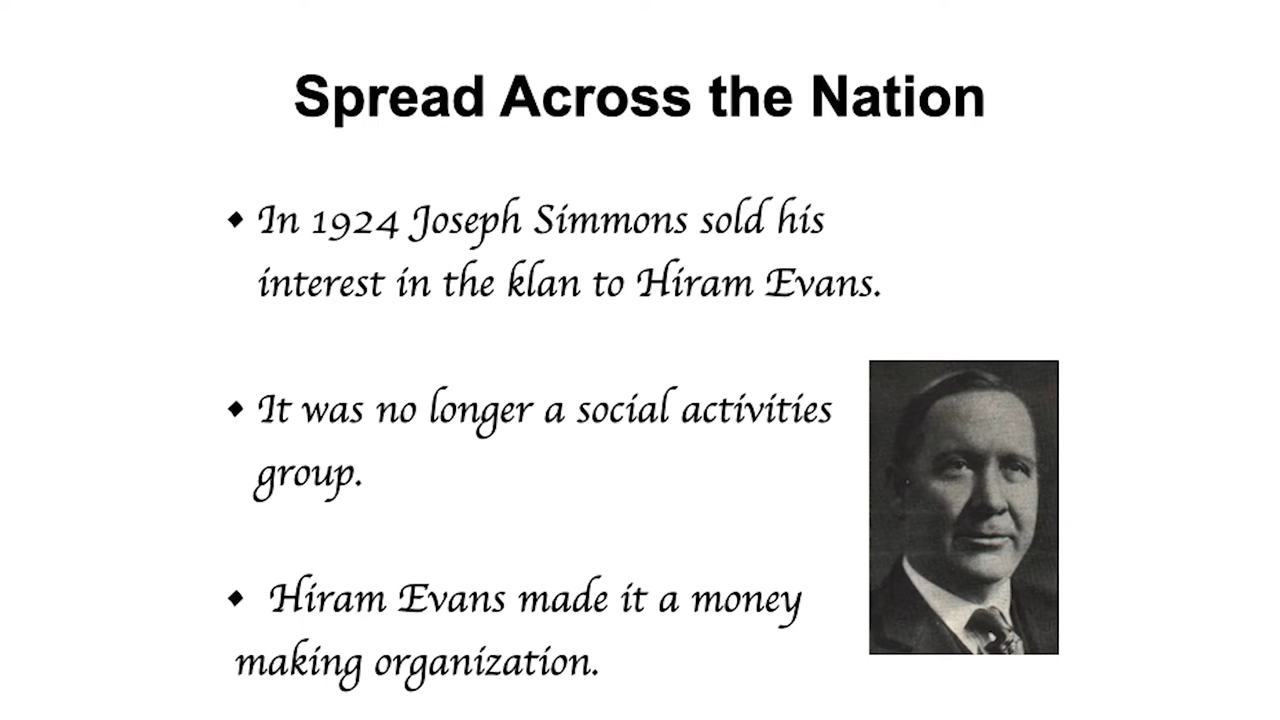 Spread Across the Nation
◆ In 1924 Joseph Simmons sold his
interest in the klan to Hiram Evans.
◆ It was no longer a social activities
group.
◆ Hiram Evans made it a money
making organization.